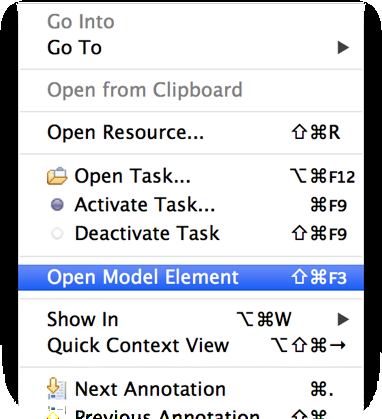 Go Into
Go To
Open from Clipboard
Open Resource... ⇧⌘R
Open Task... ⌥⌘F12
Activate Task... ⌘F9
Deactivate Task ⇧⌘F9
Open Model Element ⇧⌘F3
Show In ⌥⌘W
Quick Context View ⌥⇧⌘→
Next Annotation ⌘.
Previous Annotation ⇧⌘